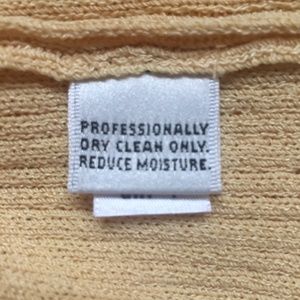 PROFESSIONALLY
DRY CLEAN ONLY.
REDUCE MOISTURE.